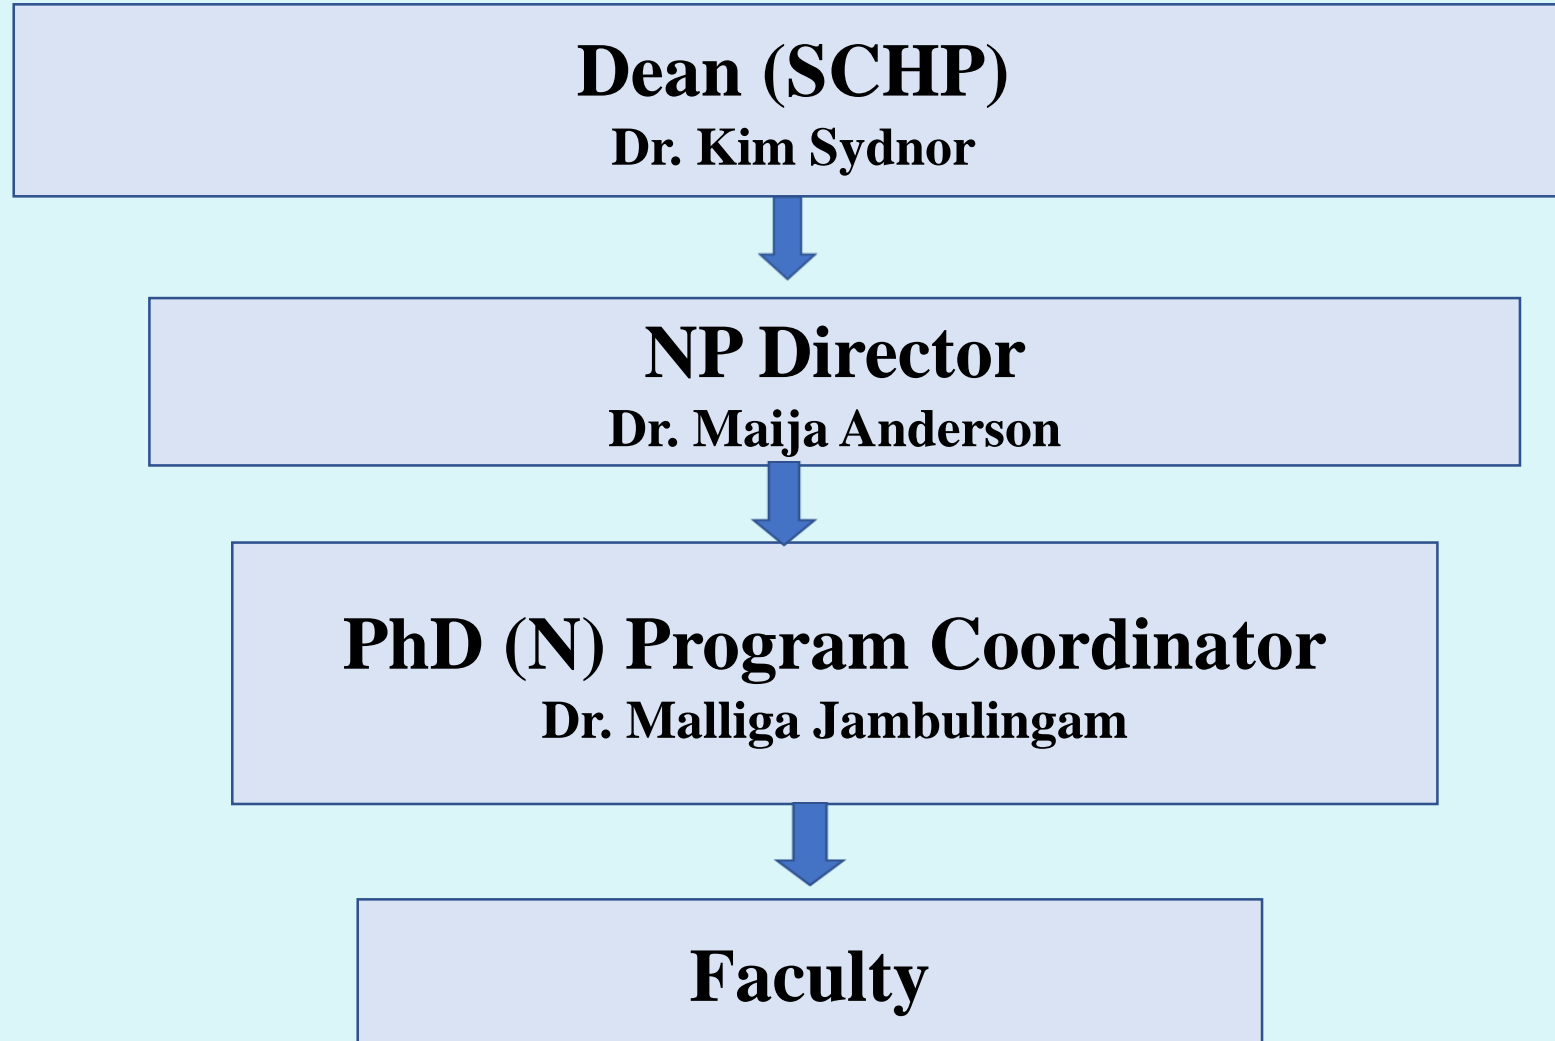 Dean (SCHP)
Dr. Kim Sydnor
NP Director
Dr. Maija Anderson
PhD (N) Program Coordinator
Dr. Malliga Jambulingam
Faculty